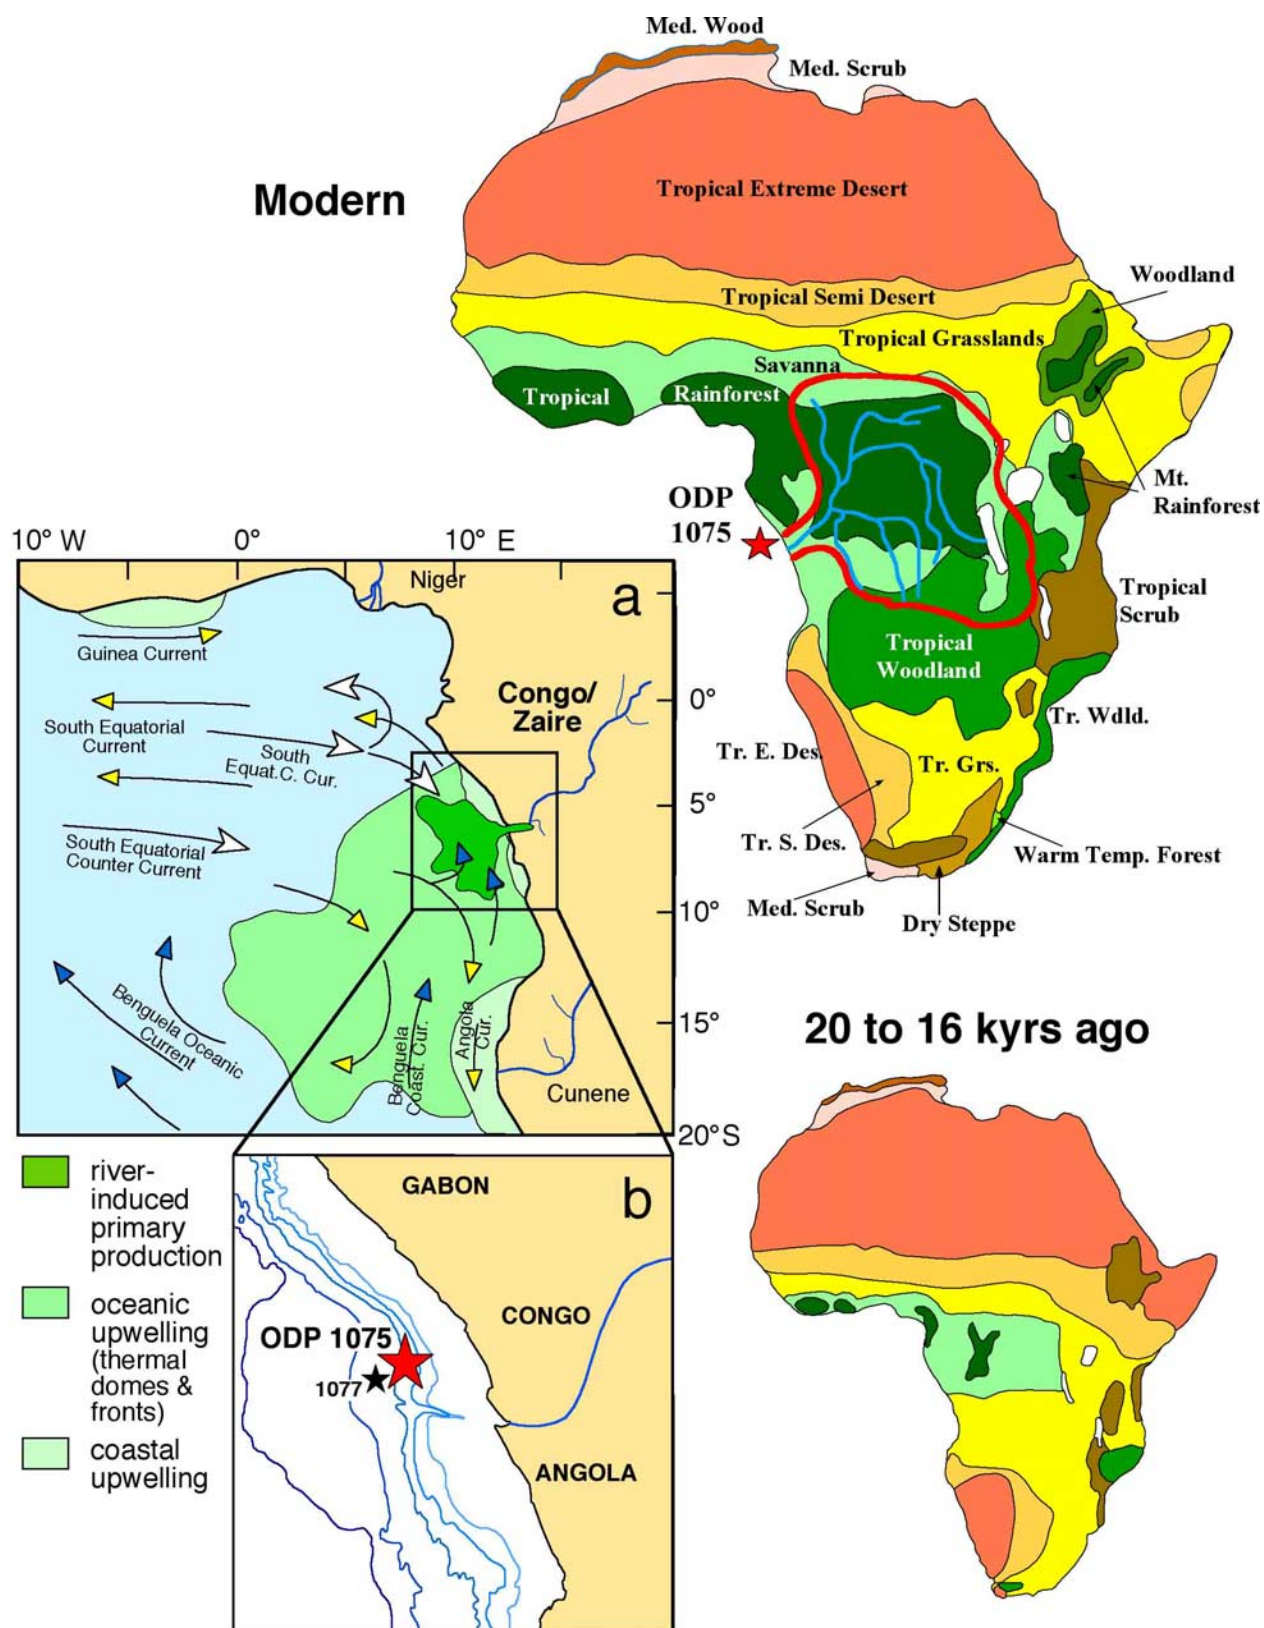 Med. Wood
Med. Scrub
Modern
Tropical Extreme Desert
Woodland
Tropical Semi Desert
Tropical Grasslands
Savanna
Tropical
Rainforest
ODP
1075
Mt.
Rainforest
Tropical
Scrub
Tropical
Woodland
Tr. Wdld.
Tr. E. Des.
Tr. Grs.
Tr. S. Des.
Warm Temp. Forest
Med. Scrub
Dry Steppe
10° W
0°
10° E
Niger
a
Guinea Current
Congo/
Zaire
0°
South Equatorial
Current
South
Equat.C. Cur.
5°
South Equatorial
Counter Current
10°
Benguela Oceanic
Current
Benguela
Coast. Cur.
Angola
Cur.
15°
Cunene
20°S
20 to 16 kyrs ago
river-
induced
primary
production
oceanic
upwelling
(thermal
domes &
fronts)
coastal
upwelling
GABON
b
CONGO
ODP 1075
1077
ANGOLA